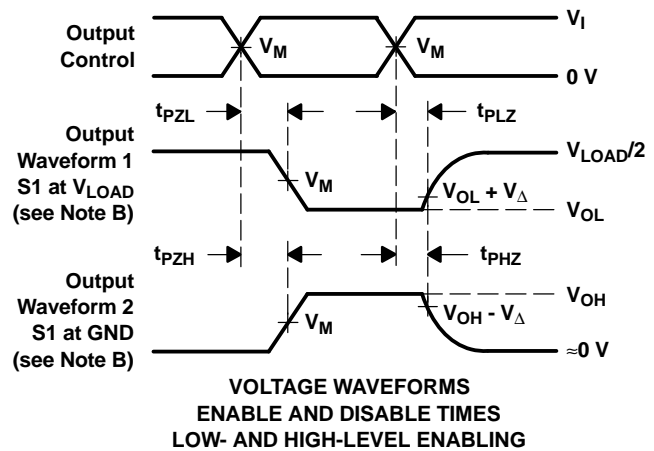 Output
Control
V_M
V_M
V_I
0 V
t_PZL
t_PLZ
Output
Waveform 1
S1 at V_LOAD
(see Note B)
V_M
V_LOAD/2
V_OL + V_Δ
V_OL
t_PZH
t_PHZ
Output
Waveform 2
S1 at GND
(see Note B)
V_M
V_OH
V_OH - V_Δ
≈0 V
VOLTAGE WAVEFORMS
ENABLE AND DISABLE TIMES
LOW- AND HIGH-LEVEL ENABLING